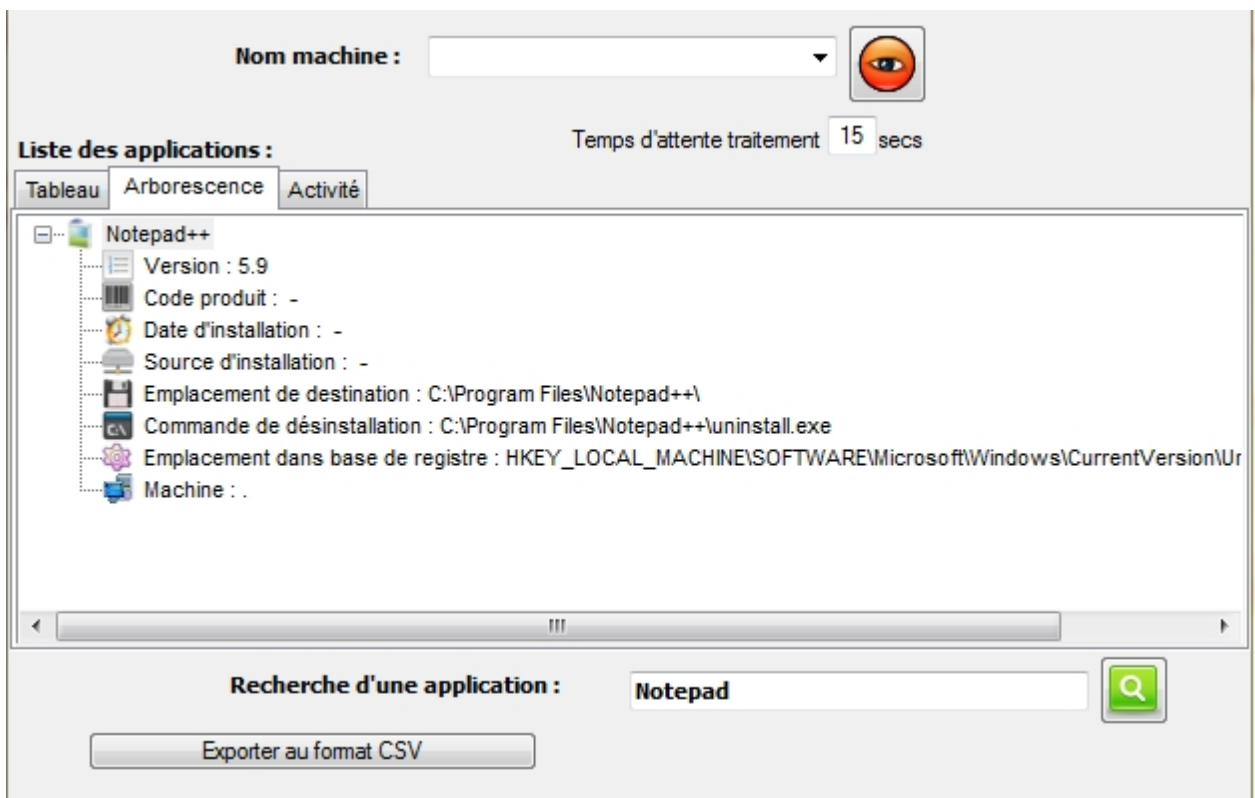 Nom machine :
Temps d'attente traitement 15 secs
Liste des applications :
Tableau Arborescence Activité
Notepad++
Version : 5.9
Code produit : -
Date d'installation : -
Source d'installation : -
Emplacement de destination : C:\Program Files\Notepad++\
Commande de désinstallation : C:\Program Files\Notepad++\uninstall.exe
Emplacement dans base de registre : HKEY_LOCAL_MACHINE\SOFTWARE\Microsoft\Windows\CurrentVersion\Ur
Machine : .
Recherche d'une application :
Notepad
Exporter au format CSV